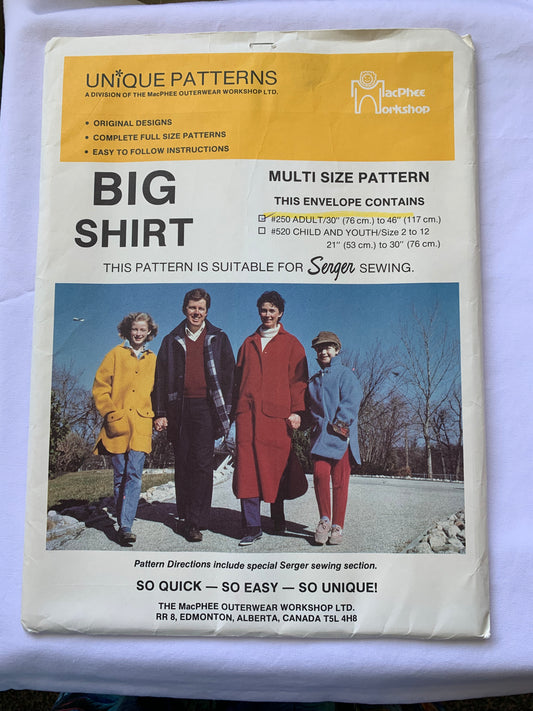 UNIQUE PATTERNS
A DIVISION OF THE MacPHEE OUTERWEAR WORKSHOP LTD.
MacPhee
Workshop
• ORIGINAL DESIGNS
• COMPLETE FULL SIZE PATTERNS
• EASY TO FOLLOW INSTRUCTIONS
BIG
SHIRT
MULTI SIZE PATTERN
THIS ENVELOPE CONTAINS
#250 ADULT/30" (76 cm.) to 46" (117 cm.)
#520 CHILD AND YOUTH/Size 2 to 12
21" (53 cm.) to 30" (76 cm.)
THIS PATTERN IS SUITABLE FOR Serger SEWING.
Pattern Directions include special Serger sewing section.
SO QUICK — SO EASY — SO UNIQUE!
THE MacPHEE OUTERWEAR WORKSHOP LTD.
RR 8, EDMONTON, ALBERTA, CANADA T5L 4H8